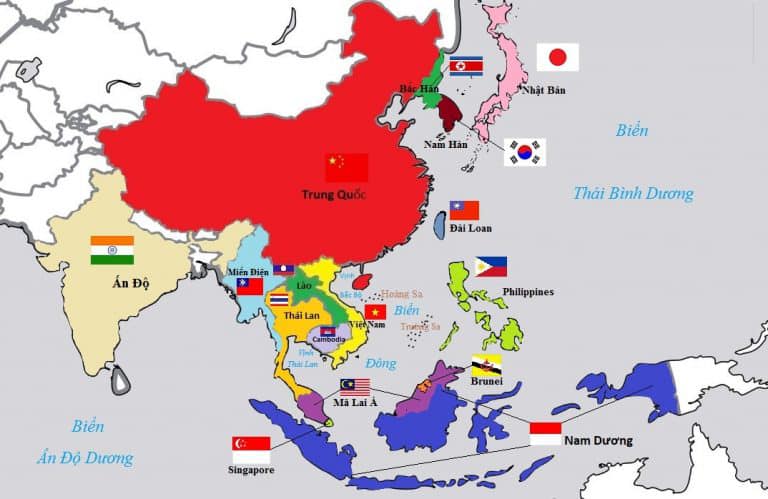 Bắc Hàn
Nhật Bản
Nam Hàn
Biển
Thái Bình Dương
Trung Quốc
Đài Loan
Ấn Độ
Miến Điện
Lào
Vịnh
Bắc Bộ
Hoàng Sa
Philippines
Thái Lan
Việt Nam
Biển
Trường Sa
Cambodia
Vịnh
Thái Lan
Đông
Brunei
Mã Lai Á
Biển
Ấn Độ Dương
Singapore
Nam Dương